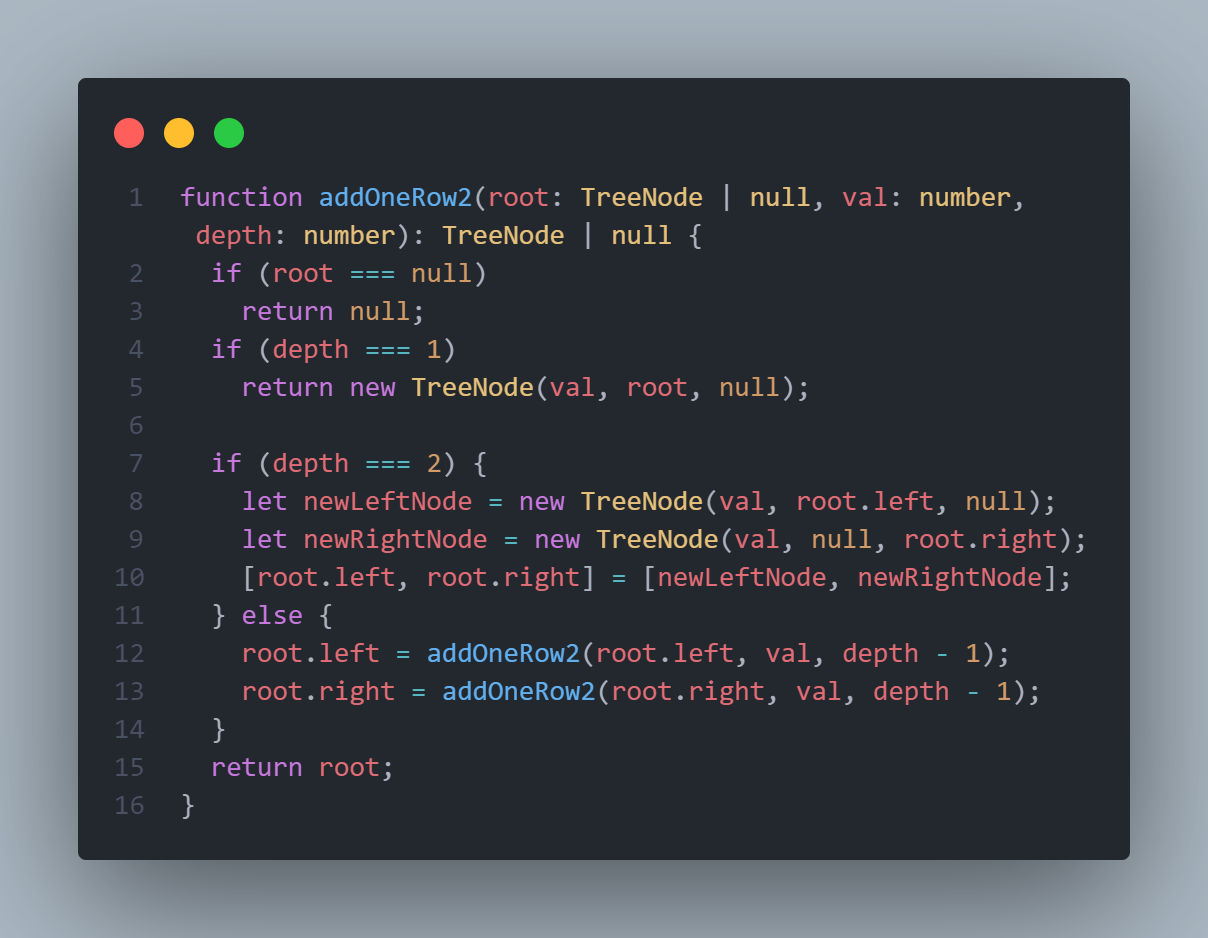 1 function addOneRow2(root: TreeNode | null, val: number,
depth: number): TreeNode | null {
2 if (root === null)
3 return null;
4 if (depth === 1)
5 return new TreeNode(val, root, null);
6
7 if (depth === 2) {
8 let newLeftNode = new TreeNode(val, root.left, null);
9 let newRightNode = new TreeNode(val, null, root.right);
10 [root.left, root.right] = [newLeftNode, newRightNode];
11 } else {
12 root.left = addOneRow2(root.left, val, depth - 1);
13 root.right = addOneRow2(root.right, val, depth - 1);
14 }
15 return root;
16 }